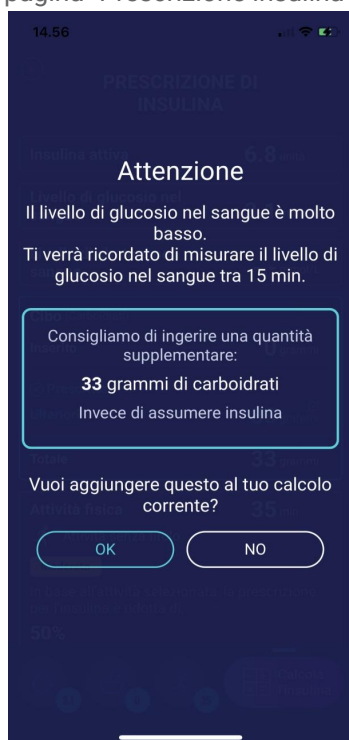 pagina "Prescrizione insulina"
14.56
PRESCRIZIONE DI
INSULINA
Insulina attiva 6.8
Attenzione
Il livello di glucosio nel sangue è molto
basso.
Ti verrà ricordato di misurare il livello di
glucosio nel sangue tra 15 min.
Consigliamo di ingerire una quantità
supplementare:
33 grammi di carboidrati
Invece di assumere insulina
Totale 33
Vuoi aggiungere questo al tuo calcolo
corrente?
Attività fisica 35
OK
NO
50%